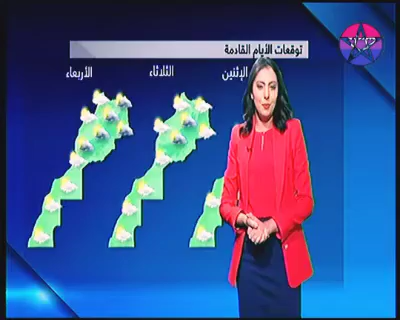 توقعات الأيام القادمة
الإثنين
الثلاثاء
الأربعاء